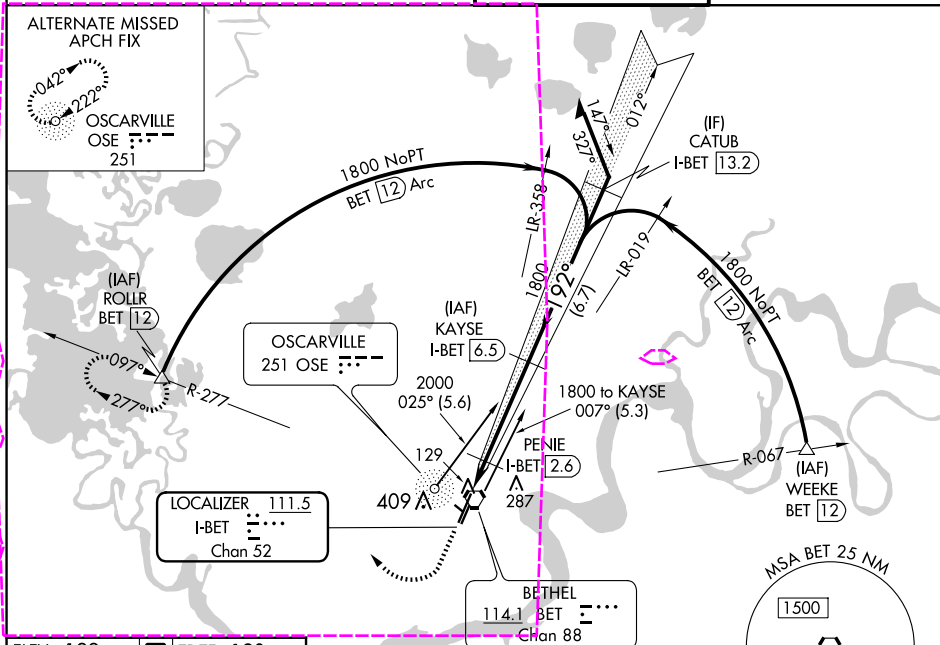 ALTERNATE MISSED
APCH FIX
042°
222°
OSCARVILLE
OSE
251
1800 NoPT
BET 12 Arc
LR-358
147°
327°
012°
(IF)
CATUB
I-BET 13.2
LR-019
1800 NoPT
BET 12 Arc
1800
192°
(6.7)
(IAF)
ROLLR
BET 12
097°
277°
R-277
(IAF)
KAYSE
I-BET 6.5
OSCARVILLE
251 OSE
2000
025° (5.6)
1800 to KAYSE
007° (5.3)
PENIE
I-BET 2.6
129
409
287
R-067
(IAF)
WEEKE
BET 12
LOCALIZER 111.5
I-BET
Chan 52
BETHEL
114.1 BET
Chan 88
MSA BET 25 NM
1500